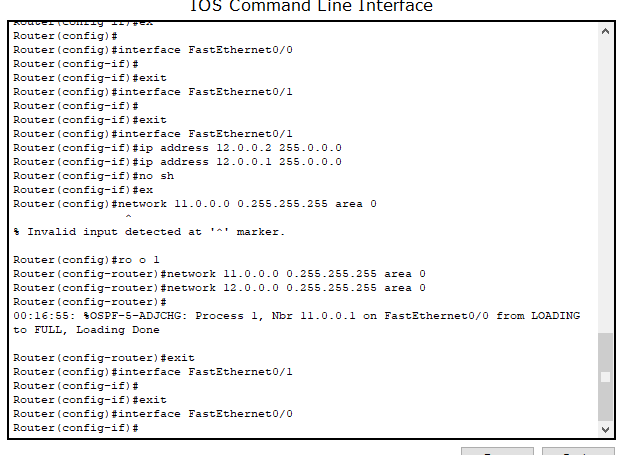 IOS Command Line Interface
Router(config-if)#ex
Router(config)#
Router(config)#interface FastEthernet0/0
Router(config-if)#
Router(config-if)#exit
Router(config)#interface FastEthernet0/1
Router(config-if)#
Router(config-if)#exit
Router(config)#interface FastEthernet0/1
Router(config-if)#ip address 12.0.0.2 255.0.0.0
Router(config-if)#ip address 12.0.0.1 255.0.0.0
Router(config-if)#no sh
Router(config-if)#ex
Router(config)#network 11.0.0.0 0.255.255.255 area 0
^
% Invalid input detected at '^' marker.
Router(config)#ro o 1
Router(config-router)#network 11.0.0.0 0.255.255.255 area 0
Router(config-router)#network 12.0.0.0 0.255.255.255 area 0
Router(config-router)#
00:16:55: %OSPF-5-ADJCHG: Process 1, Nbr 11.0.0.1 on FastEthernet0/0 from LOADING
to FULL, Loading Done
Router(config-router)#exit
Router(config)#interface FastEthernet0/1
Router(config-if)#
Router(config-if)#exit
Router(config)#interface FastEthernet0/0
Router(config-if)#